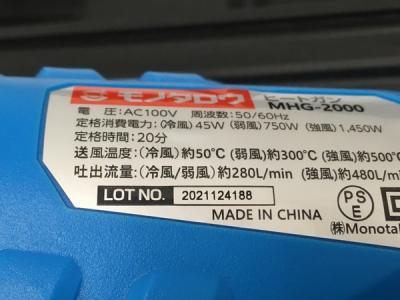 モノタロウ ヒートガン
MHG-2000
電　圧:AC100V　周波数:50/60Hz
定格消費電力:(冷風)45W (弱風)750W (強風)1,450W
定格時間:20分
送風温度:(冷風)約50℃ (弱風)約300℃ (強風)約500℃
吐出流量:(冷風/弱風)約280L/min (強風)約480L/m
LOT NO. 2021124188
MADE IN CHINA
PS
E
㈱Monota